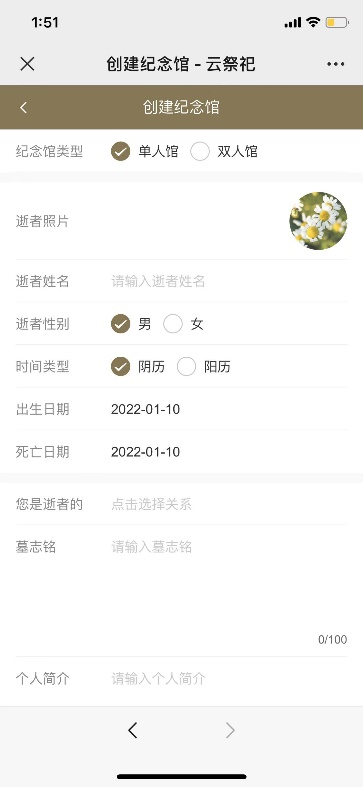 1:51
创建纪念馆 - 云祭祀
创建纪念馆
纪念馆类型 单人馆 双人馆
逝者照片
逝者姓名 请输入逝者姓名
逝者性别 男 女
时间类型 阴历 阳历
出生日期 2022-01-10
死亡日期 2022-01-10
您是逝者的 点击选择关系
墓志铭 请输入墓志铭
0/100
个人简介 请输入个人简介